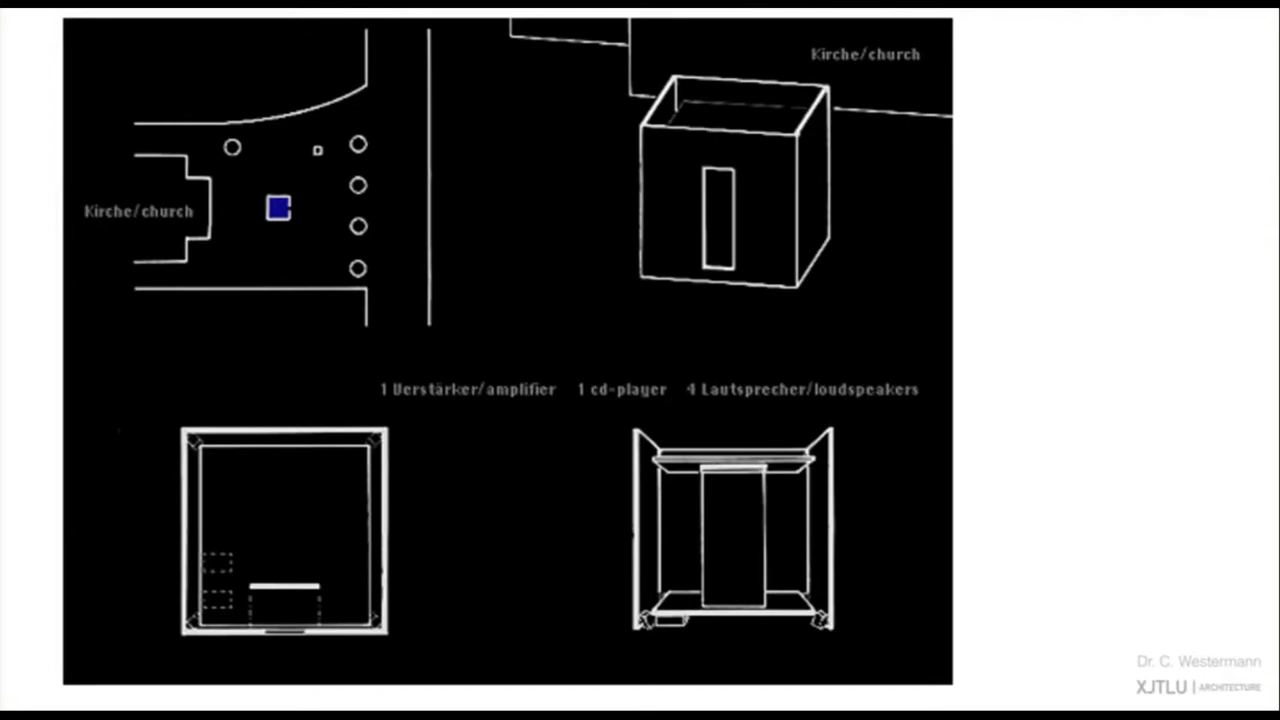 Kirche/church
Kirche/church
1 Verstärker/amplifier 1 cd-player 4 Lautsprecher/loudspeakers
Dr. C. Westermann
XJTLU | ARCHITECTURE